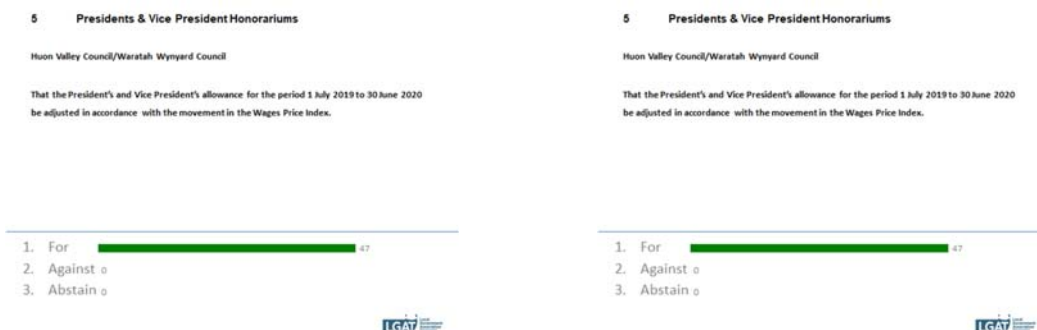 5 Presidents & Vice President Honorariums
Huon Valley Council/Waratah Wynyard Council
That the President's and Vice President's allowance for the period 1 July 2019 to 30 June 2020
be adjusted in accordance with the movement in the Wages Price Index.
1. For 47
2. Against 0
3. Abstain 0
LGAT
5 Presidents & Vice President Honorariums
Huon Valley Council/Waratah Wynyard Council
That the President's and Vice President's allowance for the period 1 July 2019 to 30 June 2020
be adjusted in accordance with the movement in the Wages Price Index.
1. For 47
2. Against 0
3. Abstain 0
LGAT